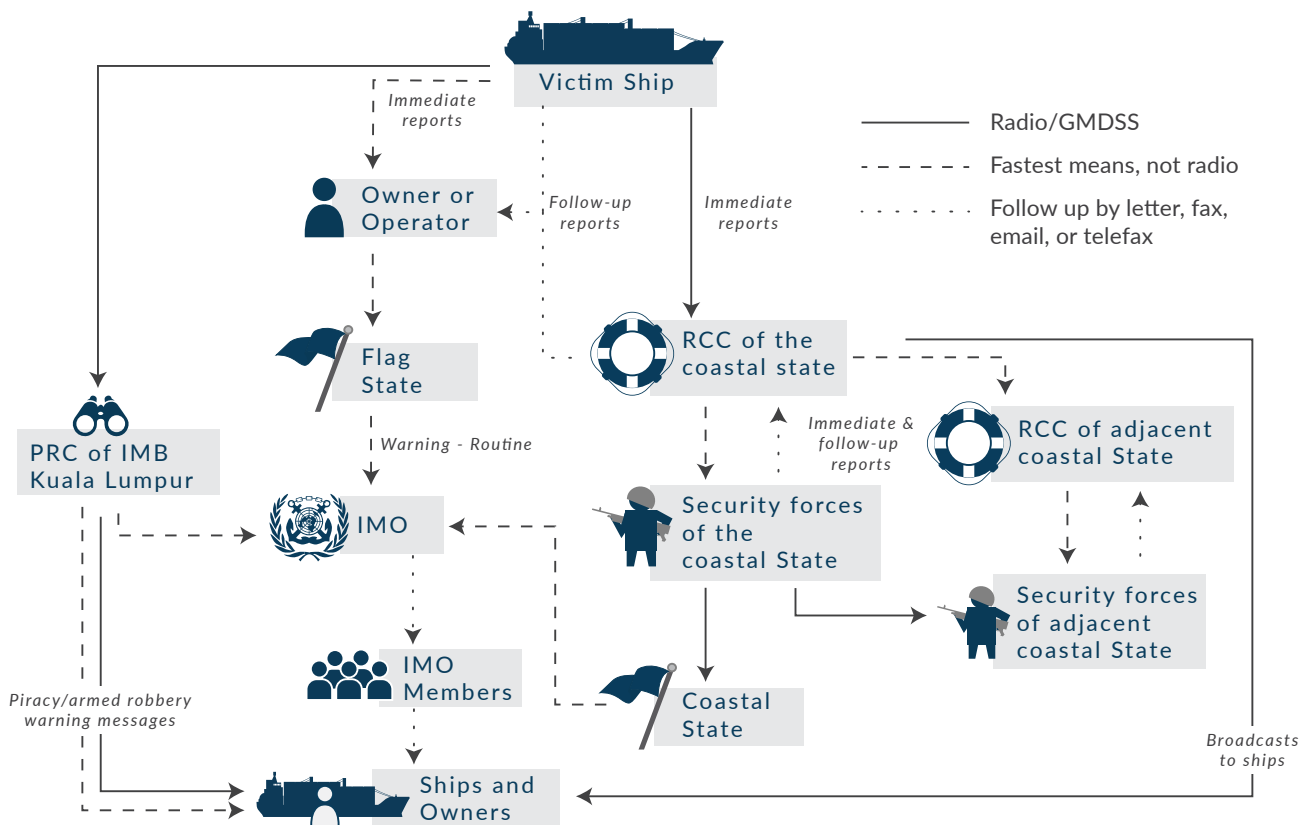 Victim Ship
Immediate
reports
Radio/GMDSS
Fastest means, not radio
Follow up by letter, fax,
email, or telefax
Owner or
Operator
Follow-up
reports
Immediate
reports
RCC of the
coastal state
Flag
State
Warning - Routine
Immediate &
follow-up
reports
RCC of adjacent
coastal State
PRC of IMB
Kuala Lumpur
IMO
Security forces
of the
coastal State
Security forces
of adjacent
coastal State
IMO
Members
Coastal
State
Piracy/armed robbery
warning messages
Broadcasts
to ships
Ships and
Owners